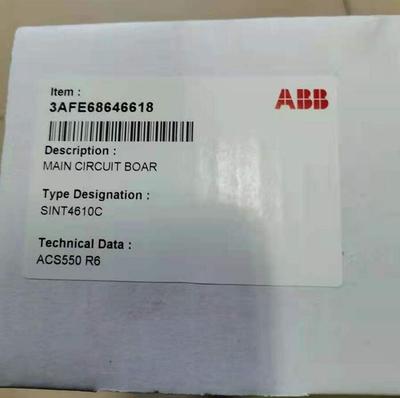 Item :
3AFE68646618
ABB
Description :
MAIN CIRCUIT BOAR
Type Designation :
SINT4610C
Technical Data :
ACS550 R6